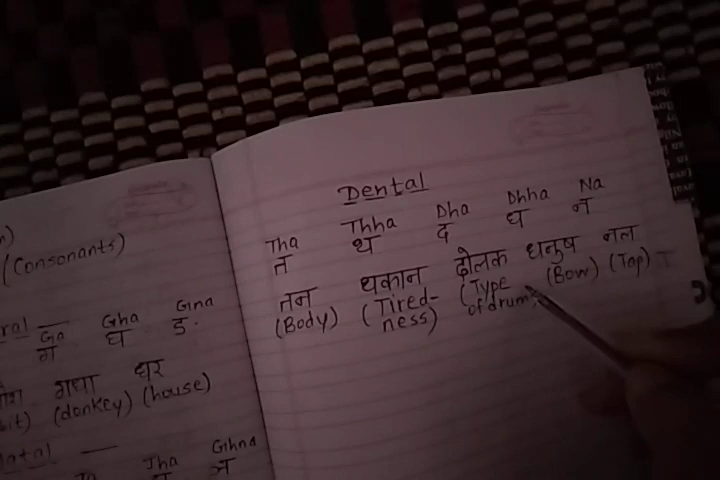 (Consonants)
Ga Gha Gna
ग घ ङ
गधा घर
(donkey) (house)
Tha Gnna
ञ
Dental
Tha Thha Dha Dhha Na
त थ द ध न
तन थकान ढोलक धनुष नल
(Body) (Tired- (Type (Bow) (Tap)
ness) of drum)